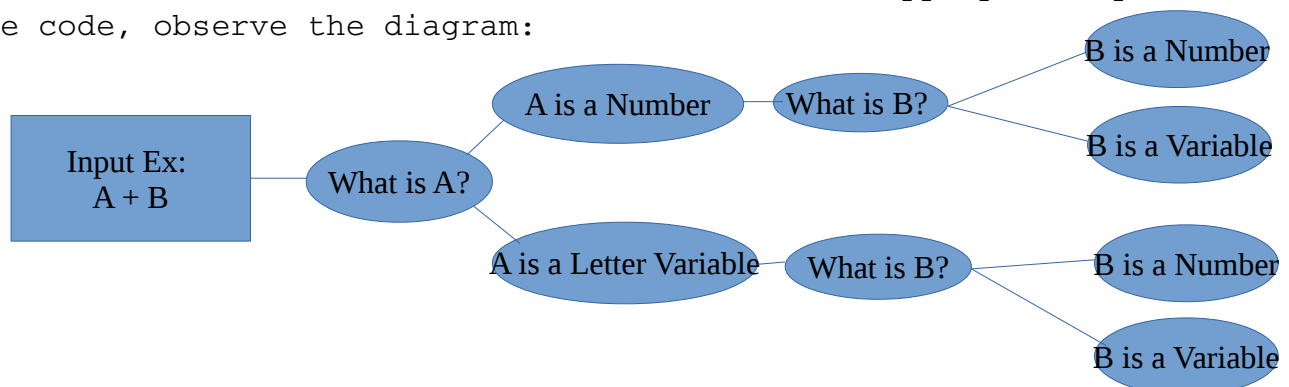 e code, observe the diagram:
B is a Number
A is a Number
What is B?
B is a Variable
Input Ex:
A + B
What is A?
A is a Letter Variable
What is B?
B is a Number
B is a Variable